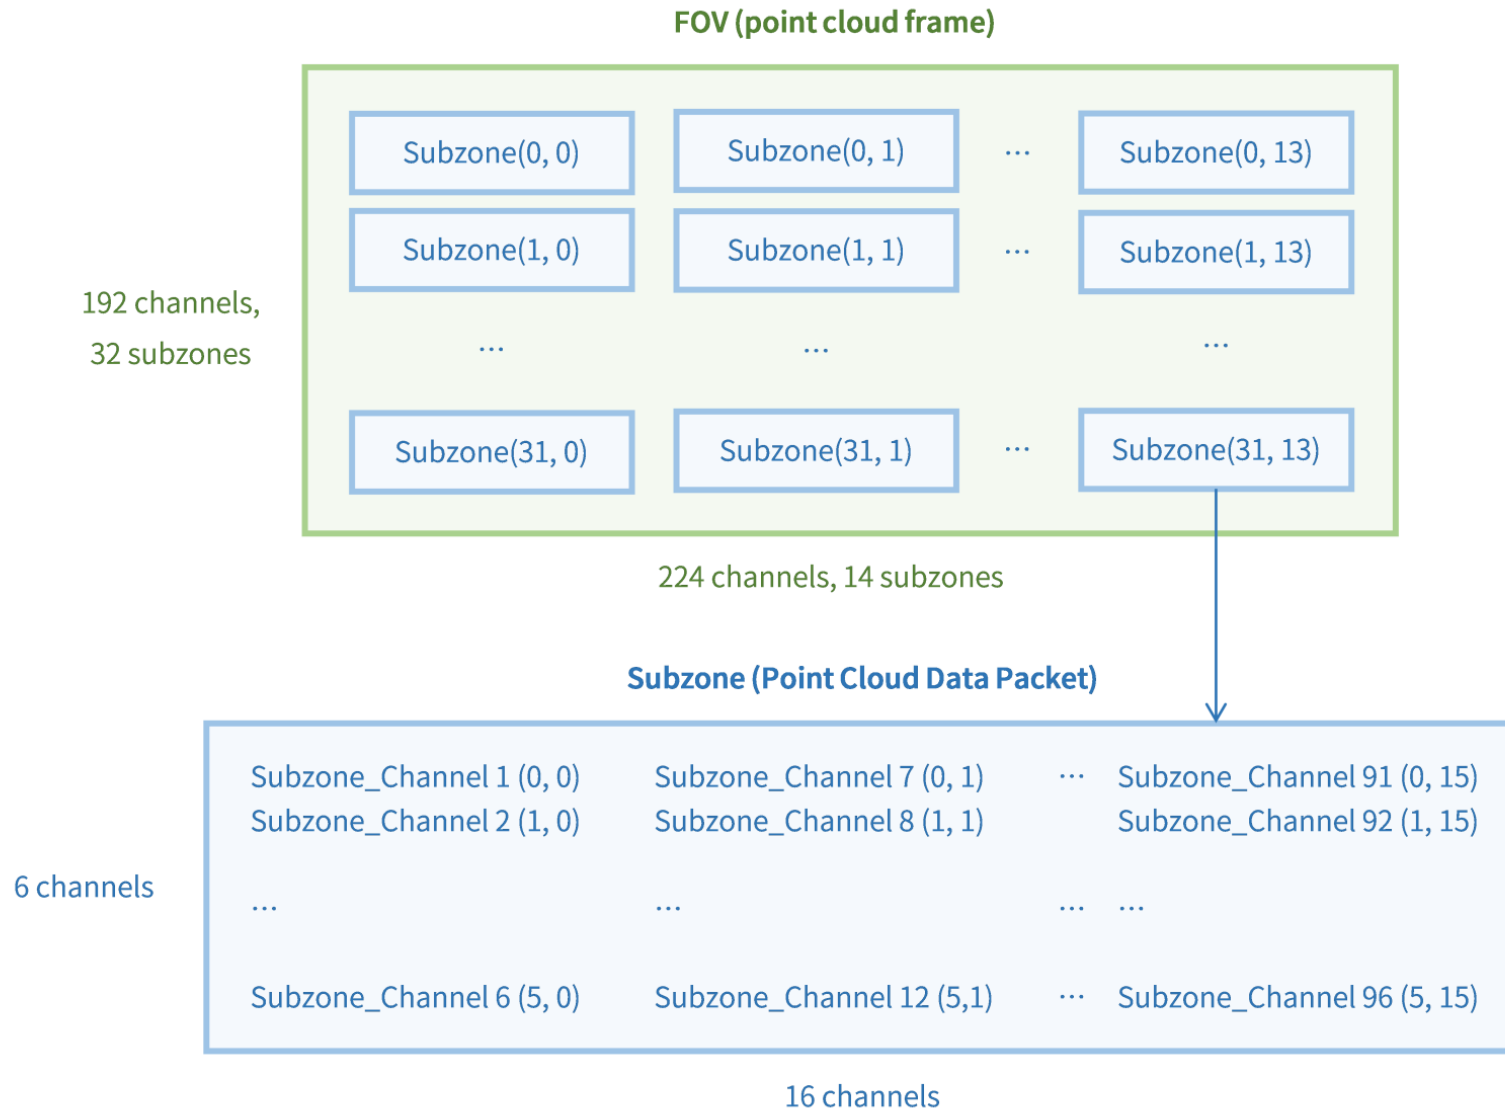 FOV (point cloud frame)
Subzone(0, 0) Subzone(0, 1) ... Subzone(0, 13)
Subzone(1, 0) Subzone(1, 1) ... Subzone(1, 13)
192 channels,
32 subzones
... ... ...
Subzone(31, 0) Subzone(31, 1) ... Subzone(31, 13)
224 channels, 14 subzones
Subzone (Point Cloud Data Packet)
Subzone_Channel 1 (0, 0) Subzone_Channel 7 (0, 1) ... Subzone_Channel 91 (0, 15)
Subzone_Channel 2 (1, 0) Subzone_Channel 8 (1, 1) Subzone_Channel 92 (1, 15)
6 channels
... ... ... ...
Subzone_Channel 6 (5, 0) Subzone_Channel 12 (5,1) ... Subzone_Channel 96 (5, 15)
16 channels